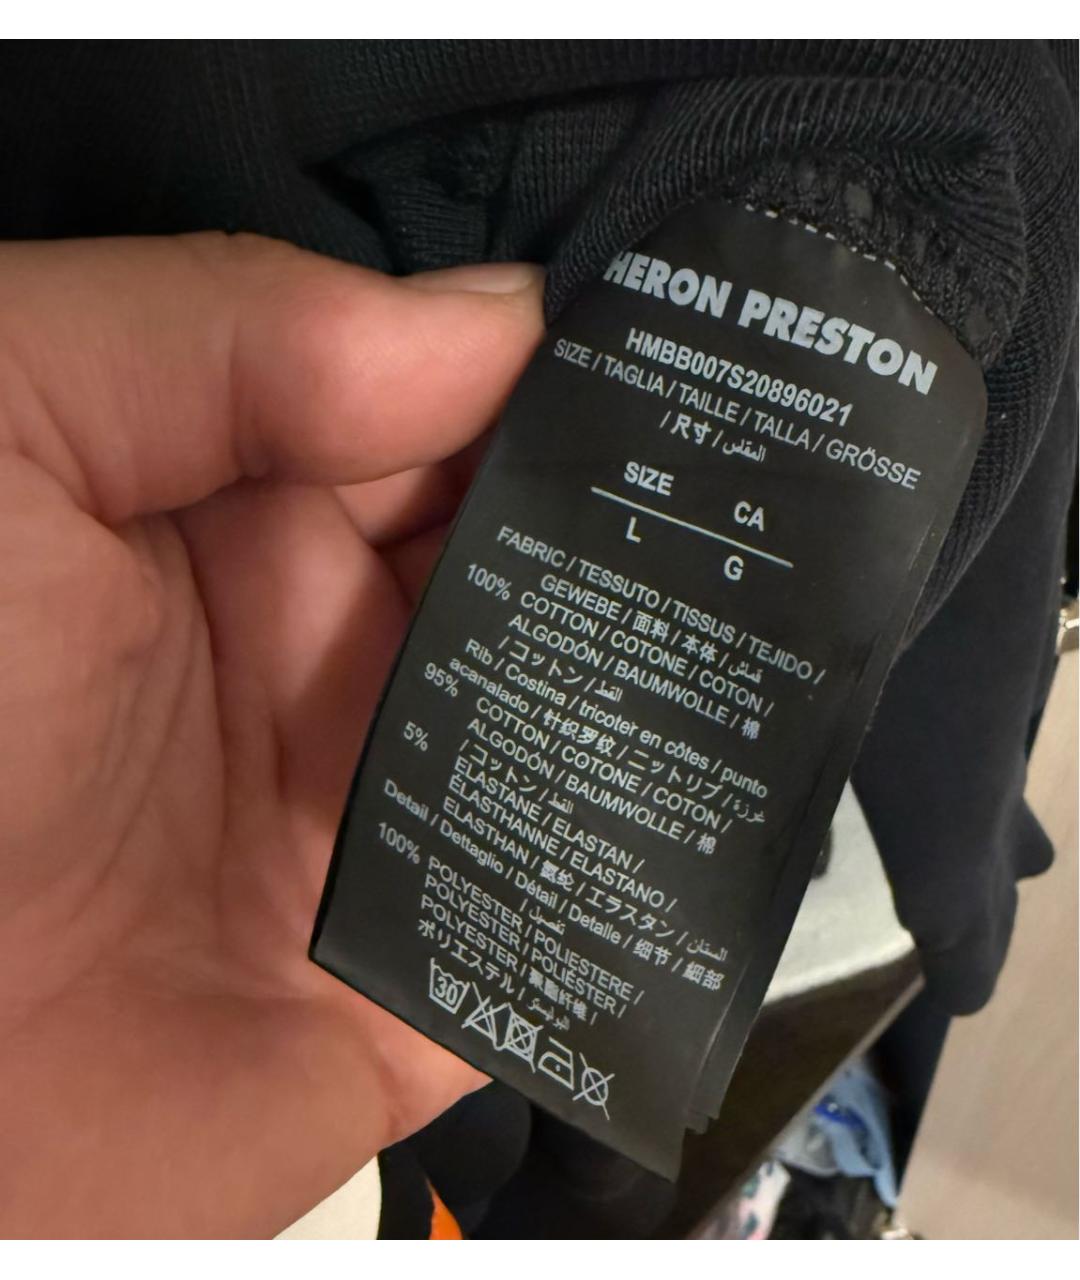 HERON PRESTON
HMBB007S20896021
SIZE / TAGLIA / TAILLE / TALLA / GRÖSSE
/ 尺寸 / المقاس
SIZE CA
L G
FABRIC / TESSUTO / TISSUS / TEJIDO /
GEWEBE / 面料 / 本体 / قماش
100% COTTON / COTONE / COTON /
ALGODÓN / BAUMWOLLE / 棉
/ コットン / القط
Rib / Costina / tricoter en côtes / punto
acanalado / 针织罗纹 / ニットリブ / غرزة
95% COTTON / COTONE / COTON /
ALGODÓN / BAUMWOLLE / 棉
/ コットン / القط
5% ELASTANE / ELASTAN /
ÉLASTHANNE / ELASTANO /
ELASTHAN / 氨纶 / エラスタン / الستان
Detail / Dettaglio / Détail / Detalle / 细节 / 細部
/ تفصيل
100% POLYESTER / POLIESTERE /
POLYESTER / POLIÉSTER /
POLYESTER / 聚酯纤维 /
ポリエステル / البوليستر
30